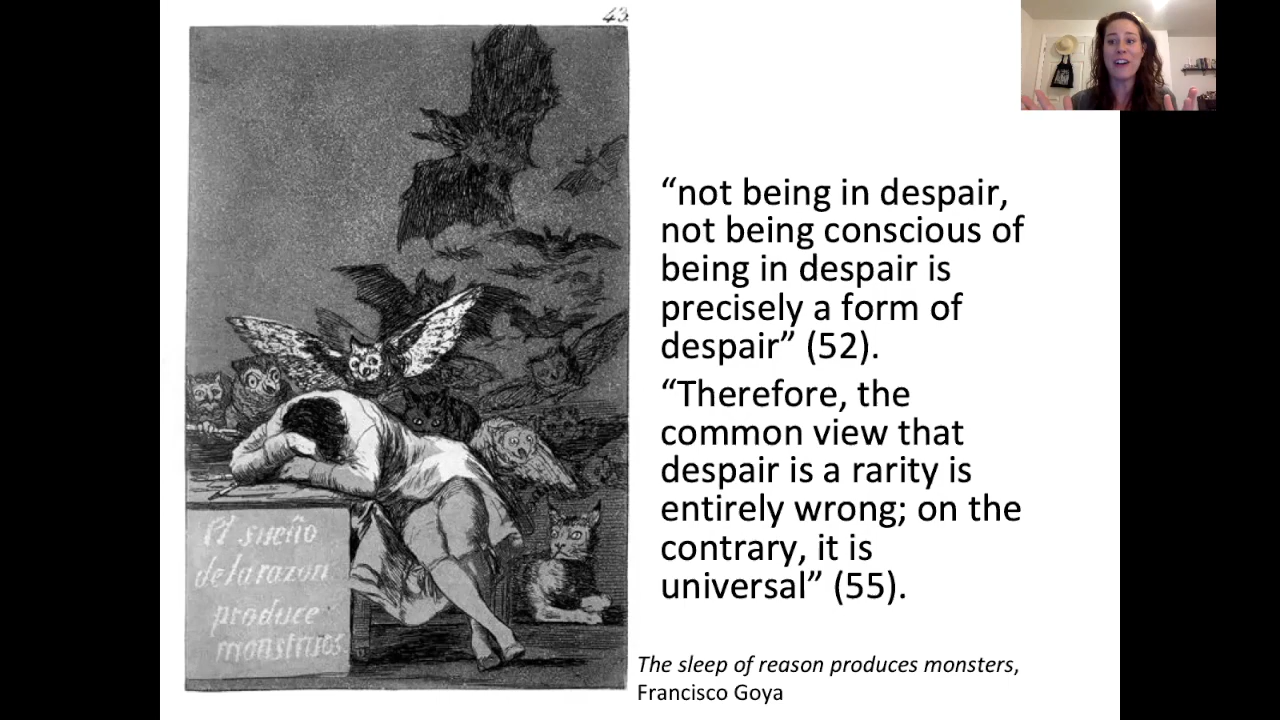 43.
El sueño
de la razon
produce
monstruos.
“not being in despair,
not being conscious of
being in despair is
precisely a form of
despair” (52).
“Therefore, the
common view that
despair is a rarity is
entirely wrong; on the
contrary, it is
universal” (55).
The sleep of reason produces monsters,
Francisco Goya